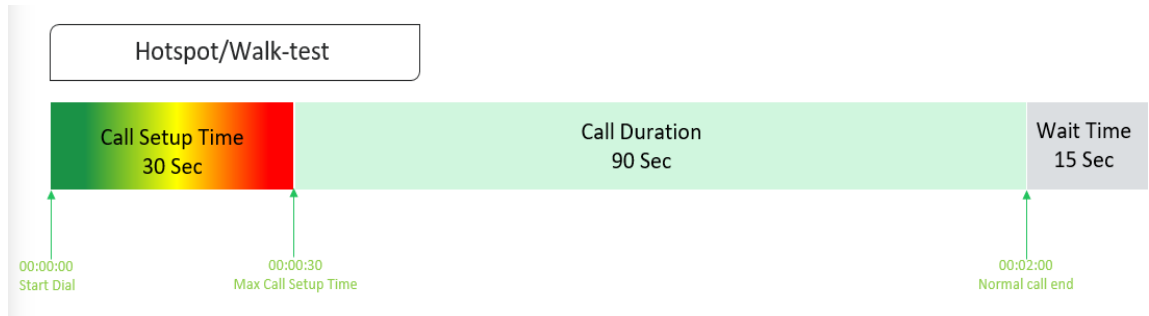 Hotspot/Walk-test
Call Setup Time
30 Sec
Call Duration
90 Sec
Wait Time
15 Sec
00:00:00
Start Dial
00:00:30
Max Call Setup Time
00:02:00
Normal call end